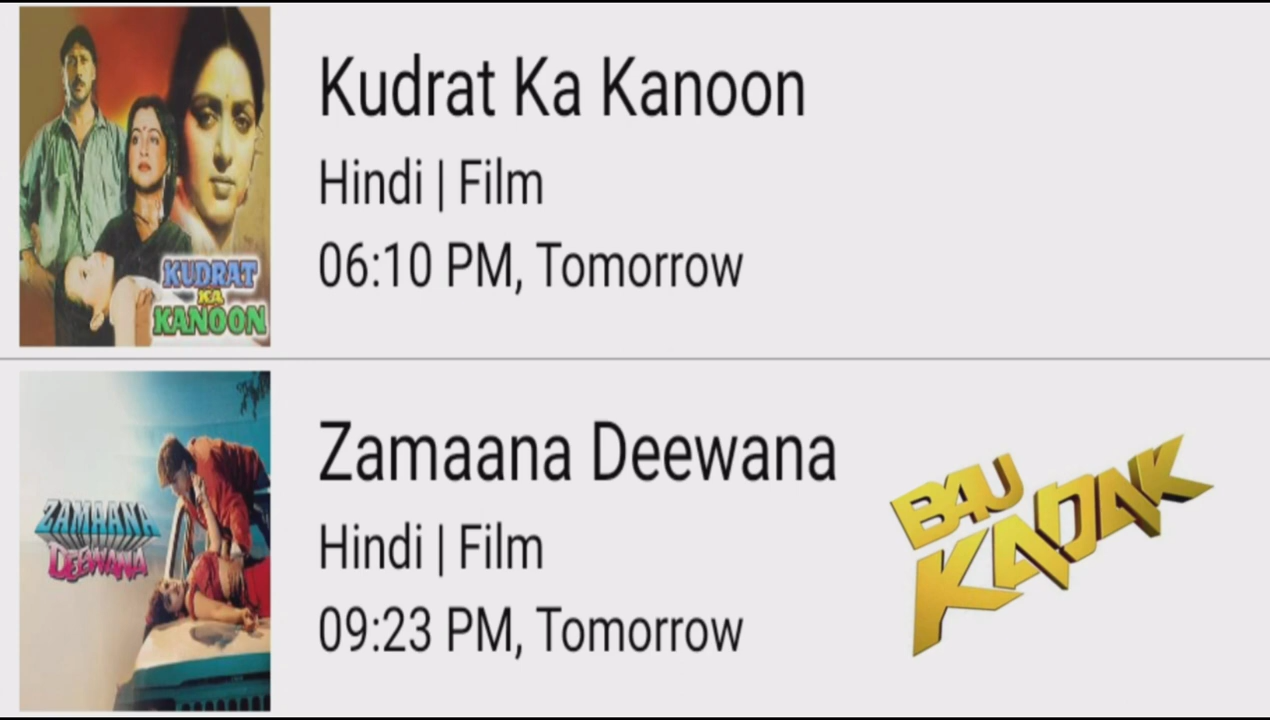 Kudrat Ka Kanoon
Hindi | Film
06:10 PM, Tomorrow
KUDRAT
KA
KANOON
Zamaana Deewana
Hindi | Film
09:23 PM, Tomorrow
ZAMAANA
DEEWANA
B4U
KADAK